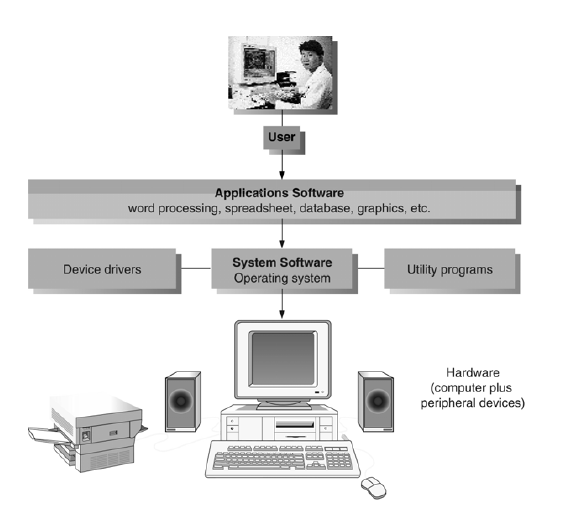 User
Applications Software
word processing, spreadsheet, database, graphics, etc.
Device drivers
System Software
Operating system
Utility programs
Hardware
(computer plus
peripheral devices)